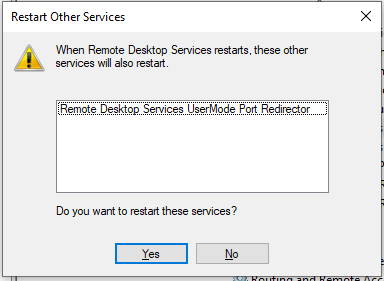 Restart Other Services
When Remote Desktop Services restarts, these other
services will also restart.
Remote Desktop Services UserMode Port Redirector
Do you want to restart these services?
Yes
No
Routing and Remote Acc